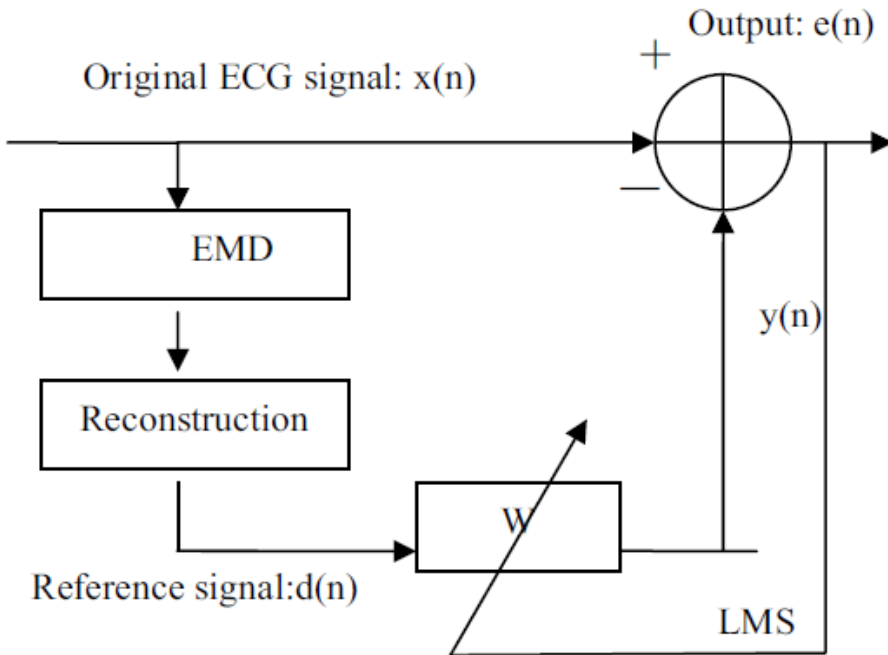 Output: e(n)
+
Original ECG signal: x(n)
—
EMD
y(n)
Reconstruction
W
Reference signal:d(n)
LMS